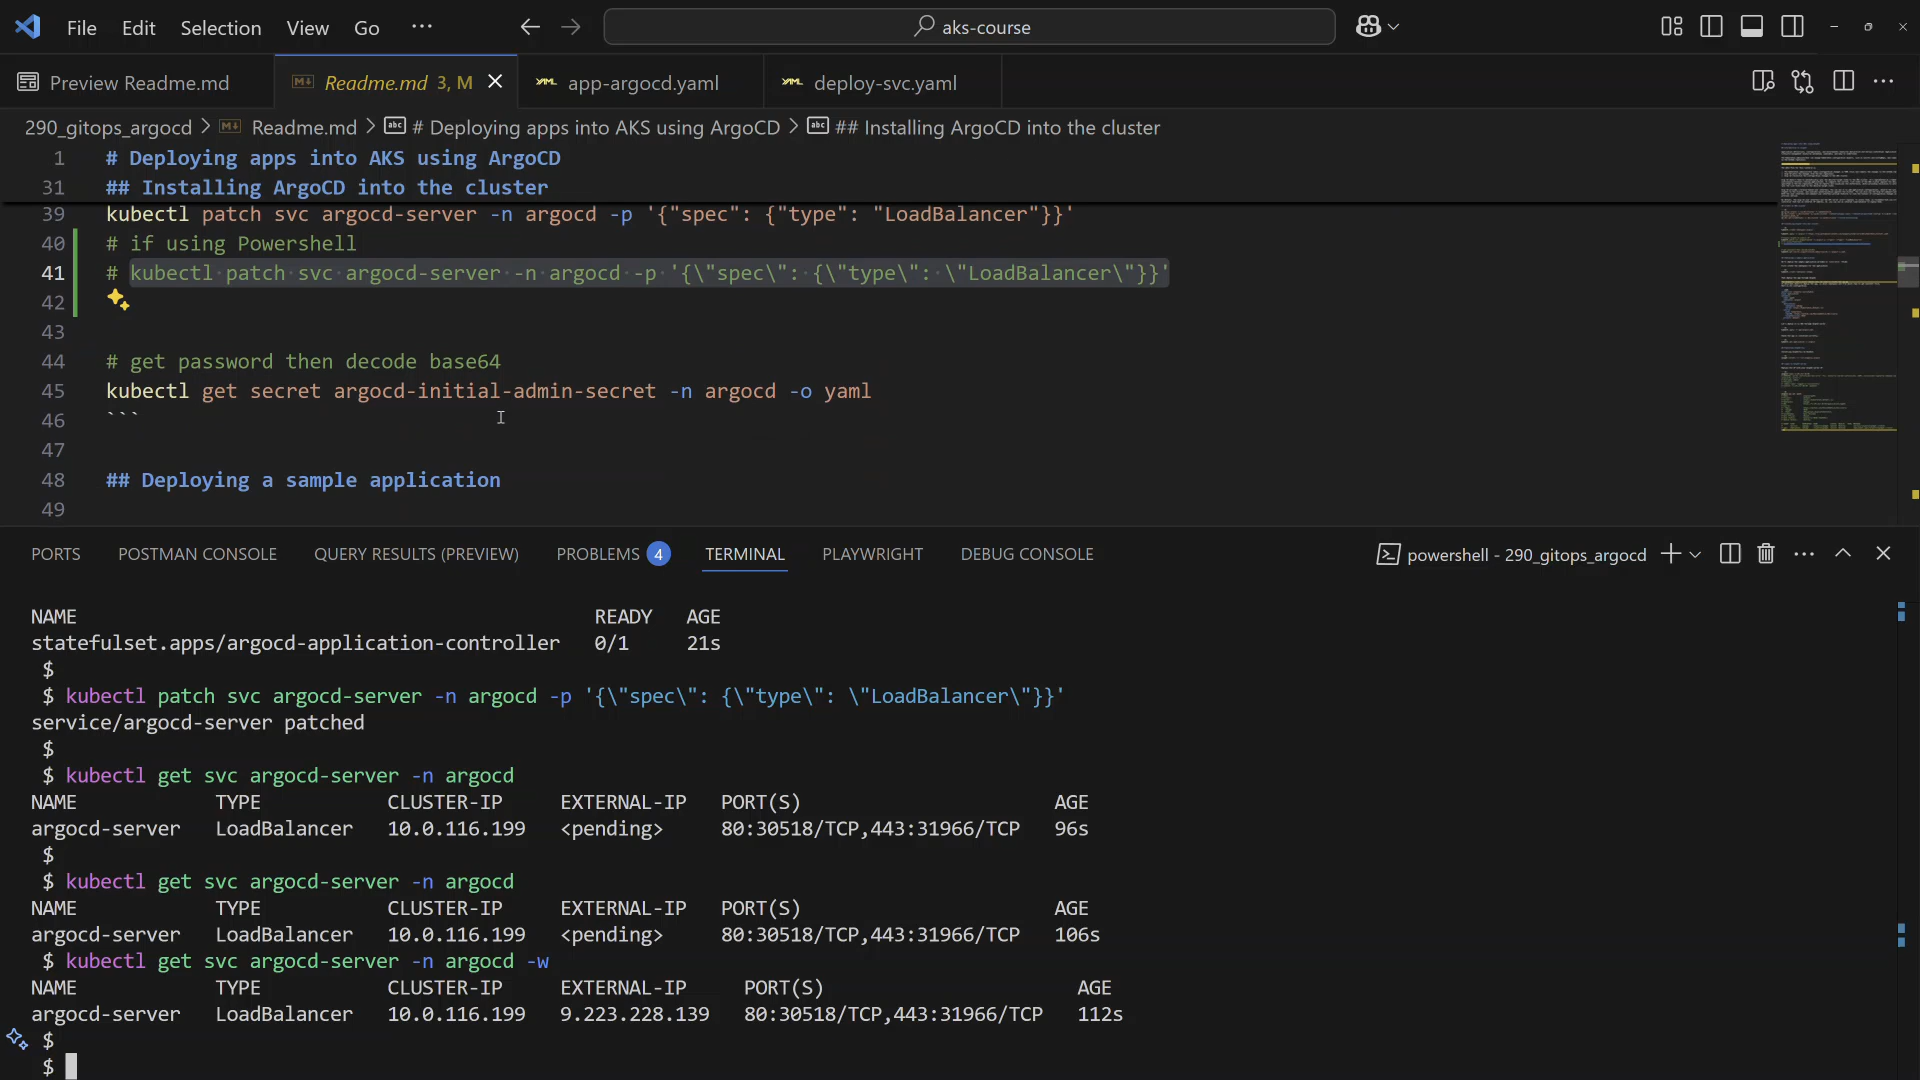 File Edit Selection View Go ··· aks-course
Preview Readme.md Readme.md 3, M app-argocd.yaml deploy-svc.yaml
290_gitops_argocd > Readme.md > # Deploying apps into AKS using ArgoCD > ## Installing ArgoCD into the cluster
1 # Deploying apps into AKS using ArgoCD
31 ## Installing ArgoCD into the cluster
39 kubectl patch svc argocd-server -n argocd -p '{"spec": {"type": "LoadBalancer"}}'
40 # if using Powershell
41 # kubectl patch svc argocd-server -n argocd -p '{\"spec\": {\"type\": \"LoadBalancer\"}}'
42
43
44 # get password then decode base64
45 kubectl get secret argocd-initial-admin-secret -n argocd -o yaml
46 ```
47
48 ## Deploying a sample application
49
PORTS POSTMAN CONSOLE QUERY RESULTS (PREVIEW) PROBLEMS 4 TERMINAL PLAYWRIGHT DEBUG CONSOLE powershell - 290_gitops_argocd
NAME READY AGE
statefulset.apps/argocd-application-controller 0/1 21s
$
$ kubectl patch svc argocd-server -n argocd -p '{\"spec\": {\"type\": \"LoadBalancer\"}}'
service/argocd-server patched
$
$ kubectl get svc argocd-server -n argocd
NAME TYPE CLUSTER-IP EXTERNAL-IP PORT(S) AGE
argocd-server LoadBalancer 10.0.116.199 <pending> 80:30518/TCP,443:31966/TCP 96s
$
$ kubectl get svc argocd-server -n argocd
NAME TYPE CLUSTER-IP EXTERNAL-IP PORT(S) AGE
argocd-server LoadBalancer 10.0.116.199 <pending> 80:30518/TCP,443:31966/TCP 106s
$ kubectl get svc argocd-server -n argocd -w
NAME TYPE CLUSTER-IP EXTERNAL-IP PORT(S) AGE
argocd-server LoadBalancer 10.0.116.199 9.223.228.139 80:30518/TCP,443:31966/TCP 112s
$
$